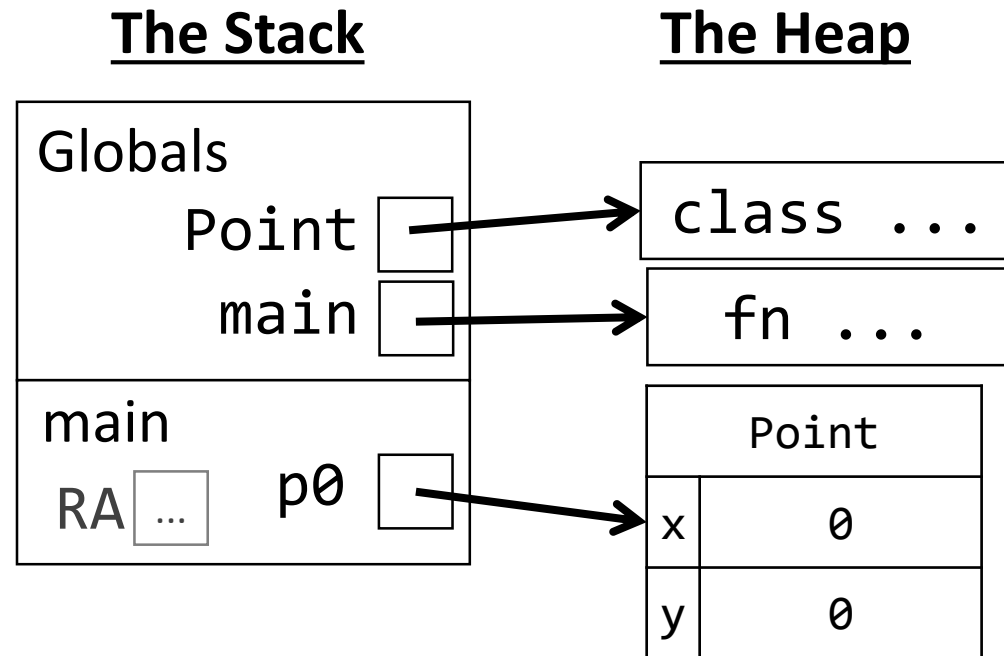 The Stack
The Heap
Globals
Point
class ...
main
fn ...
main
RA ...
p0
Point
x 0
y 0